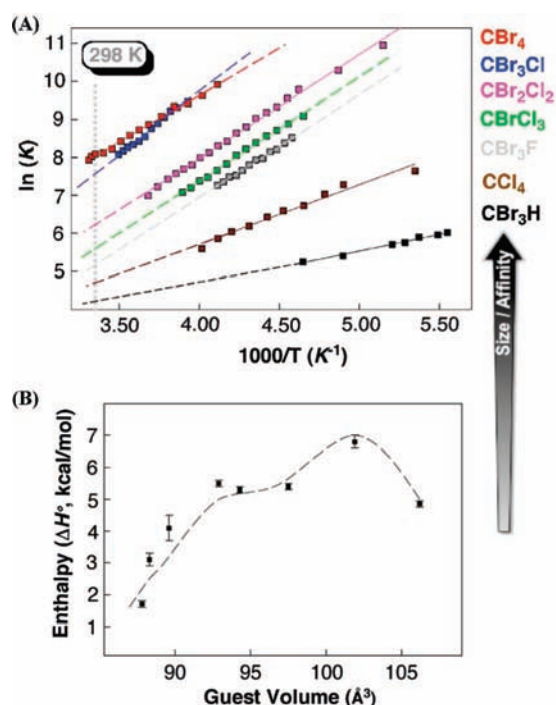 (A)
298 K
11
10
9
8
7
6
5
ln (K)
3.50
4.00
4.50
5.00
5.50
1000/T (K⁻¹)
CBr₄
CBr₃Cl
CBr₂Cl₂
CBrCl₃
CBr₃F
CCl₄
CBr₃H
Size / Affinity
(B)
7
6
5
4
3
2
1
Enthalpy (ΔH°, kcal/mol)
90
95
100
105
Guest Volume (Å³)